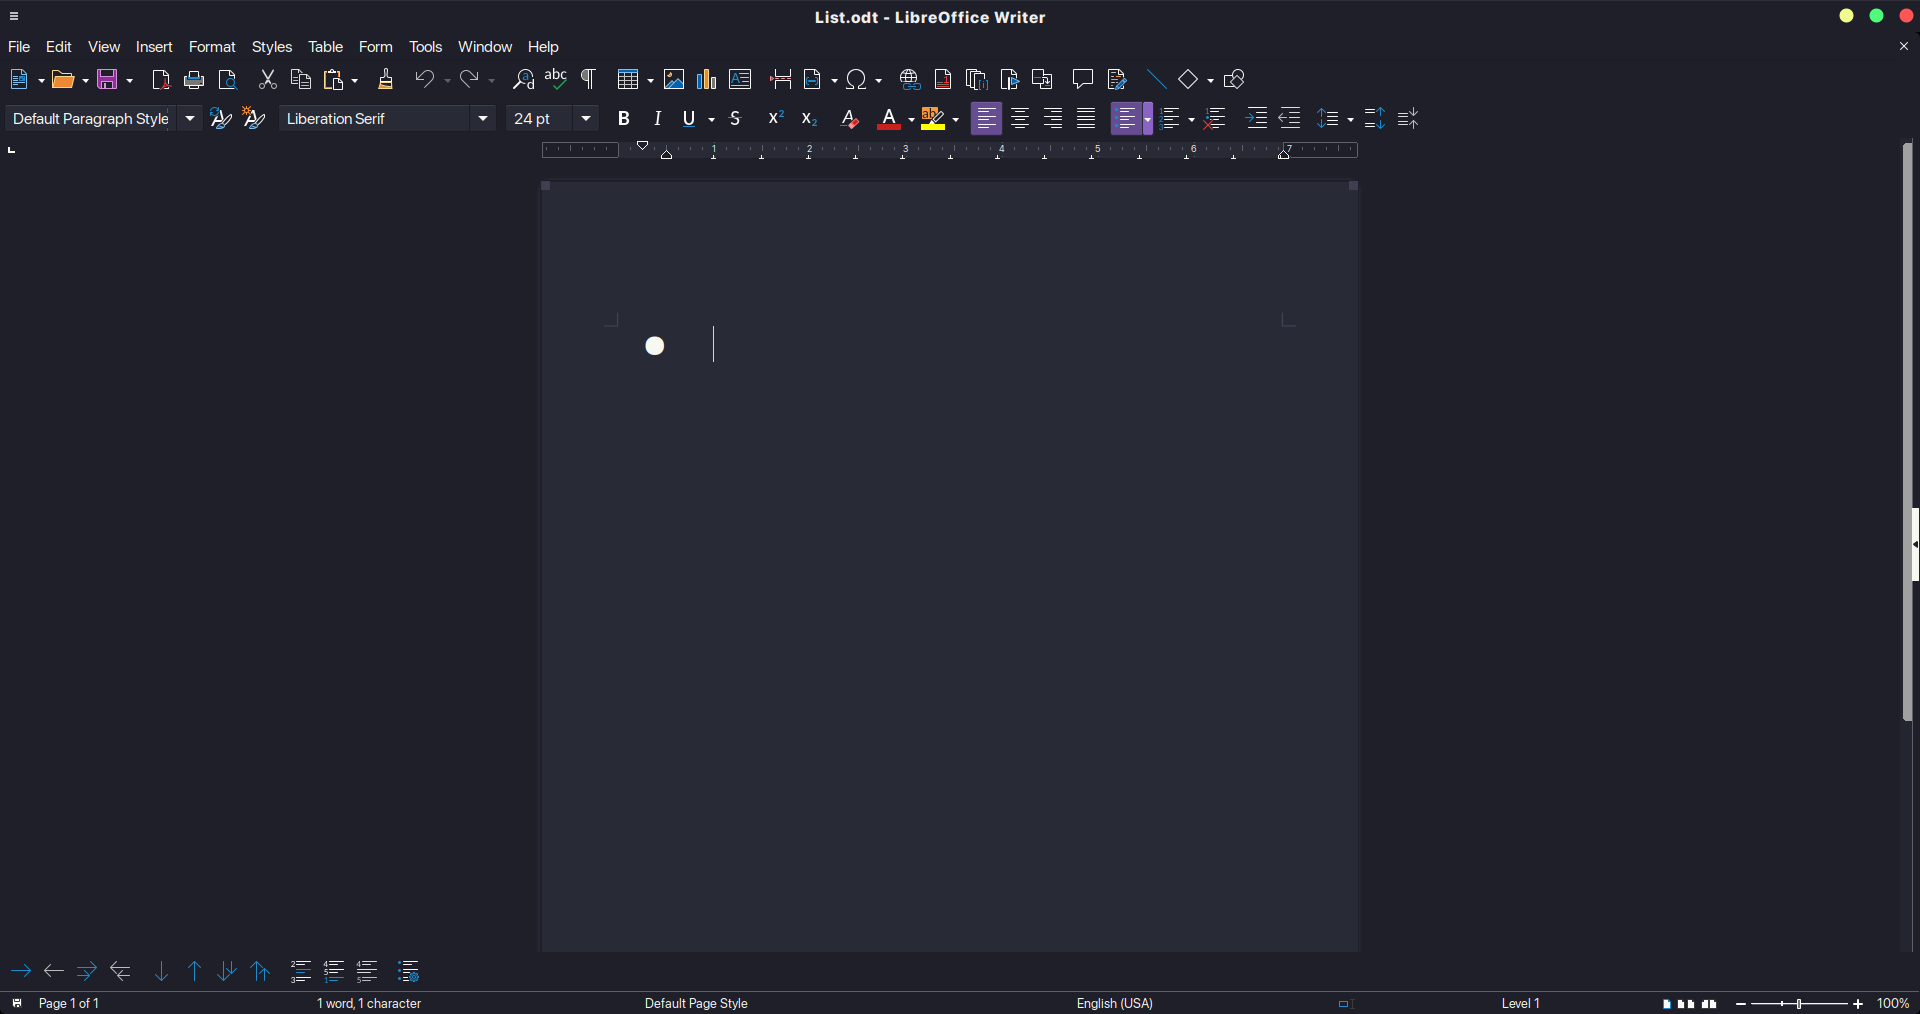 List.odt - LibreOffice Writer
File Edit View Insert Format Styles Table Form Tools Window Help
Default Paragraph Style Liberation Serif 24 pt
1 2 3 4 5 6 7
Page 1 of 1 1 word, 1 character Default Page Style English (USA) Level 1 100%